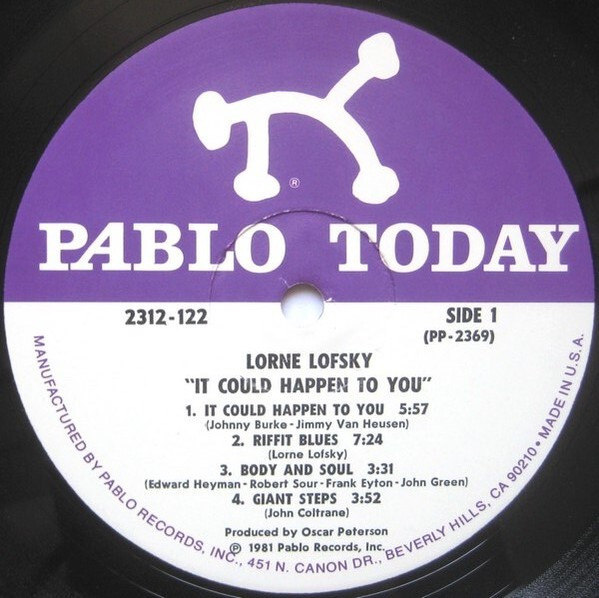 ®
PABLO TODAY
2312-122
SIDE 1
(PP-2369)
LORNE LOFSKY
"IT COULD HAPPEN TO YOU"
1. IT COULD HAPPEN TO YOU 5:57
(Johnny Burke - Jimmy Van Heusen)
2. RIFFIT BLUES 7:24
(Lorne Lofsky)
3. BODY AND SOUL 3:31
(Edward Heyman - Robert Sour - Frank Eyton - John Green)
4. GIANT STEPS 3:52
(John Coltrane)
Produced by Oscar Peterson
℗ 1981 Pablo Records, Inc.
MANUFACTURED BY PABLO RECORDS, INC., 451 N. CANON DR., BEVERLY HILLS, CA 90210 • MADE IN U.S.A.